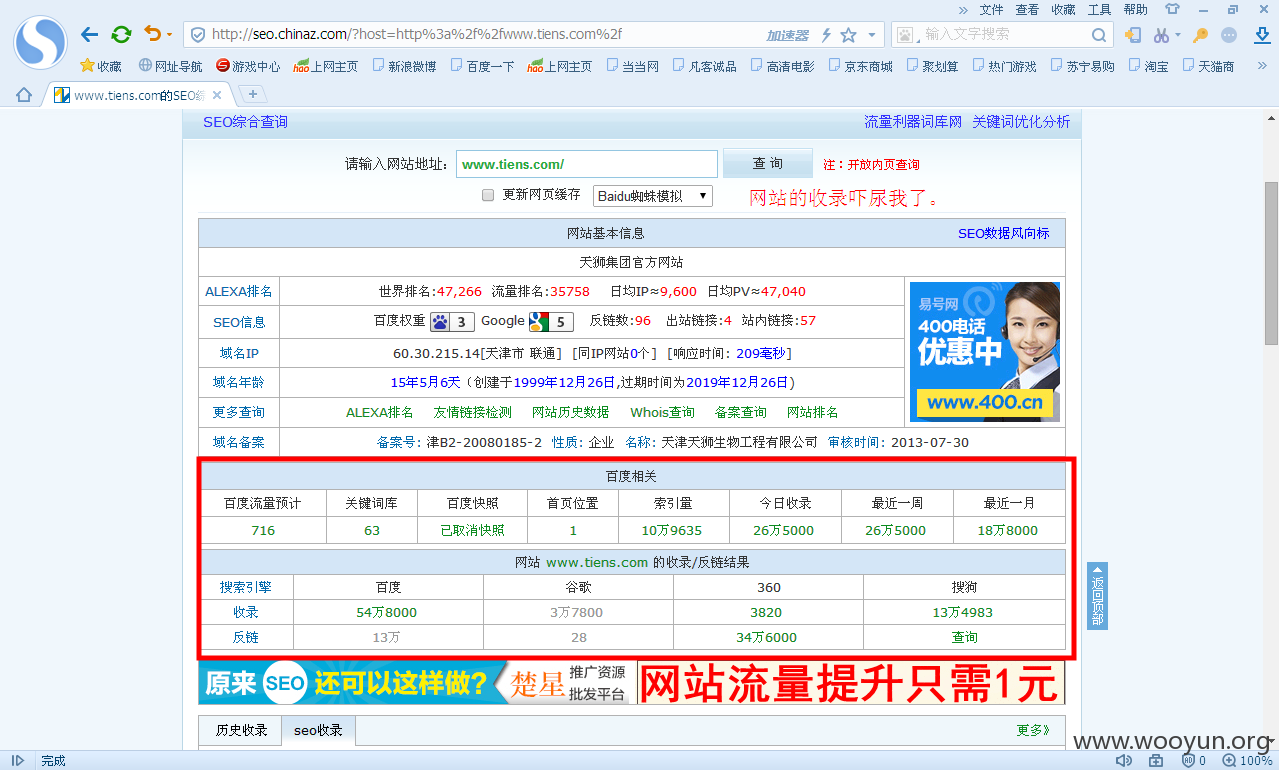 » 文件 查看 收藏 工具 帮助
http://seo.chinaz.com/?host=http%3a%2f%2fwww.tiens.com%2f 加速器 输入文字搜索
收藏 网址导航 游戏中心 hao上网主页 新浪微博 百度一下 hao上网主页 当当网 凡客诚品 高清电影 京东商城 聚划算 热门游戏 苏宁易购 淘宝 天猫商 »
www.tiens.com的SEO综
SEO综合查询 流量利器词库网 关键词优化分析
请输入网站地址: www.tiens.com/ 查 询 注：开放内页查询
更新网页缓存 Baidu蜘蛛模拟 网站的收录吓尿我了。
网站基本信息 SEO数据风向标
天狮集团官方网站
ALEXA排名 世界排名:47,266 流量排名:35758 日均IP≈9,600 日均PV≈47,040
SEO信息 百度权重 3 Google 5 反链数:96 出站链接:4 站内链接:57
域名IP 60.30.215.14[天津市 联通] [同IP网站0个] [响应时间：209毫秒]
域名年龄 15年5月6天（创建于1999年12月26日,过期时间为2019年12月26日）
更多查询 ALEXA排名 友情链接检测 网站历史数据 Whois查询 备案查询 网站排名
域名备案 备案号：津B2-20080185-2 性质：企业 名称：天津天狮生物工程有限公司 审核时间：2013-07-30
易号网
400电话
优惠中
www.400.cn
百度相关
百度流量预计 关键词库 百度快照 首页位置 索引量 今日收录 最近一周 最近一月
716 63 已取消快照 1 10万9635 26万5000 26万5000 18万8000
网站 www.tiens.com 的收录/反链结果
搜索引擎 百度 谷歌 360 搜狗
收录 54万8000 3万7800 3820 13万4983
反链 13万 28 34万6000 查询
返回顶部
原来 SEO 还可以这样做? 楚星 推广资源
批发平台
网站流量提升只需1元
历史收录 seo收录 更多》
www.wooyun.org
完成 0 100%